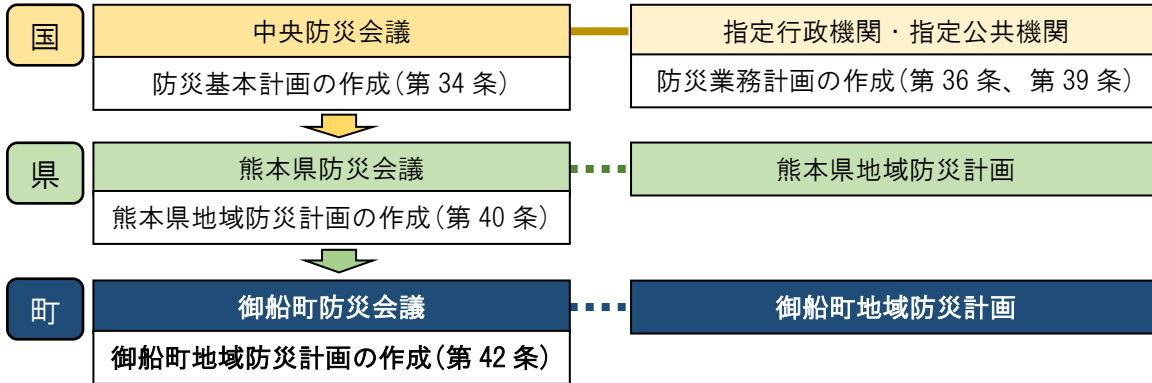 国
中央防災会議
指定行政機関・指定公共機関
防災基本計画の作成(第34条)
防災業務計画の作成(第36条、第39条)
県
熊本県防災会議
熊本県地域防災計画
熊本県地域防災計画の作成(第40条)
町
御船町防災会議
御船町地域防災計画
御船町地域防災計画の作成(第42条)